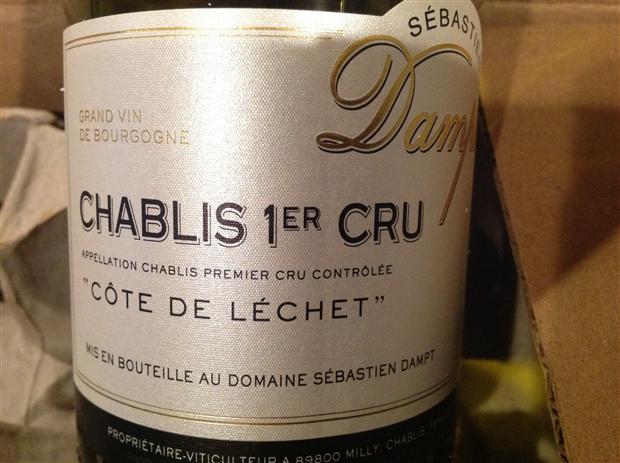 SÉBASTIE
Damp
GRAND VIN
DE BOURGOGNE
CHABLIS 1ER CRU
APPELLATION CHABLIS PREMIER CRU CONTRÔLÉE
"CÔTE DE LÉCHET"
MIS EN BOUTEILLE AU DOMAINE SÉBASTIEN DAMPT
PROPRIÉTAIRE-VITICULTEUR A 89800 MILLY, CHABLIS